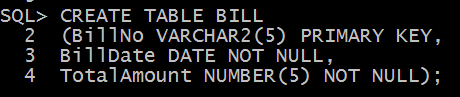 SQL> CREATE TABLE BILL
2 (BillNo VARCHAR2(5) PRIMARY KEY,
3 BillDate DATE NOT NULL,
4 TotalAmount NUMBER(5) NOT NULL);